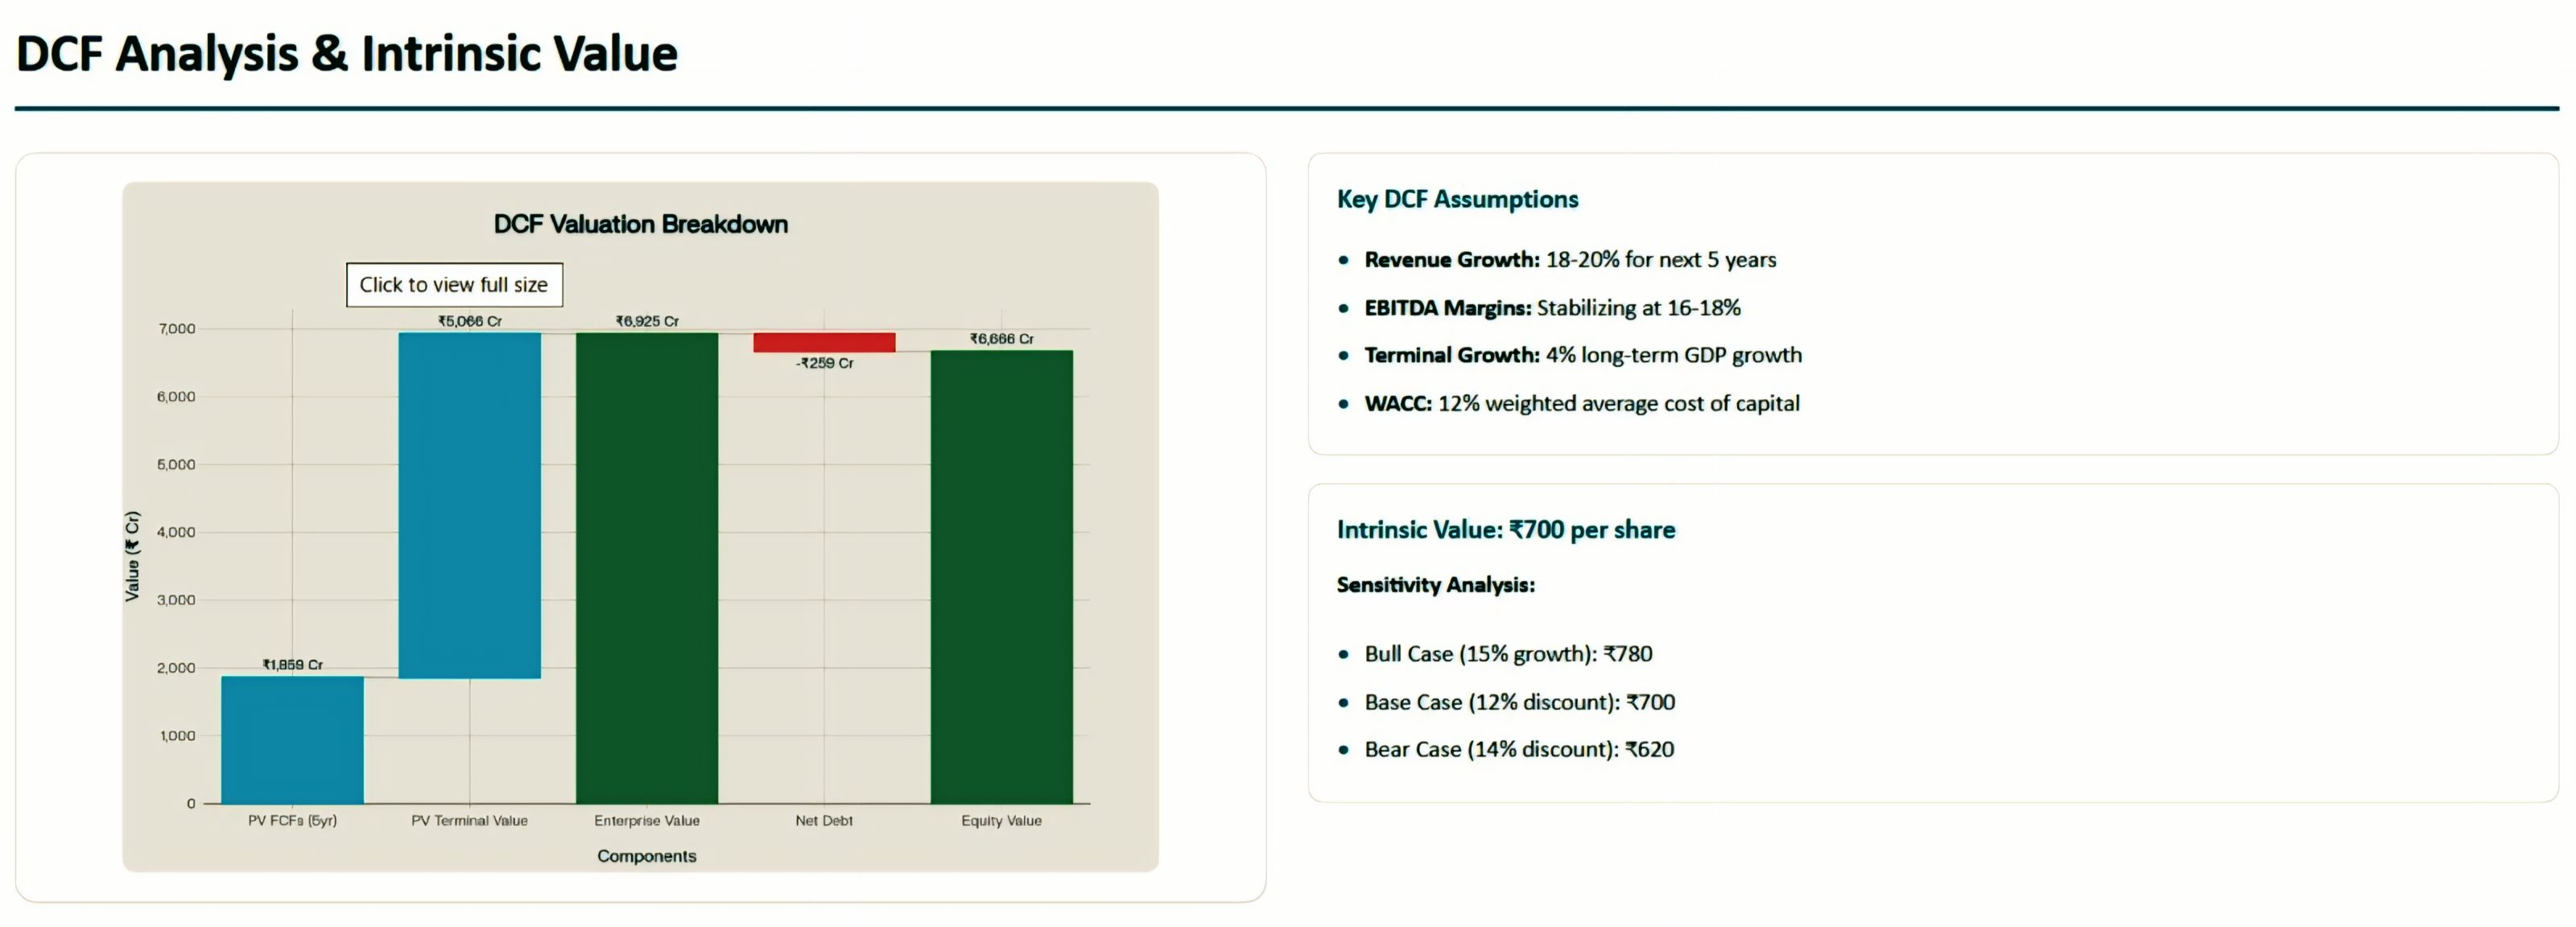 DCF Analysis & Intrinsic Value
DCF Valuation Breakdown
Click to view full size
₹5,066 Cr
₹6,925 Cr
-₹259 Cr
₹6,666 Cr
₹1,859 Cr
7,000
6,000
5,000
4,000
3,000
2,000
1,000
0
Value (₹ Cr)
PV FCFs (5yr)
PV Terminal Value
Enterprise Value
Net Debt
Equity Value
Components
Key DCF Assumptions
• Revenue Growth: 18-20% for next 5 years
• EBITDA Margins: Stabilizing at 16-18%
• Terminal Growth: 4% long-term GDP growth
• WACC: 12% weighted average cost of capital
Intrinsic Value: ₹700 per share
Sensitivity Analysis:
• Bull Case (15% growth): ₹780
• Base Case (12% discount): ₹700
• Bear Case (14% discount): ₹620